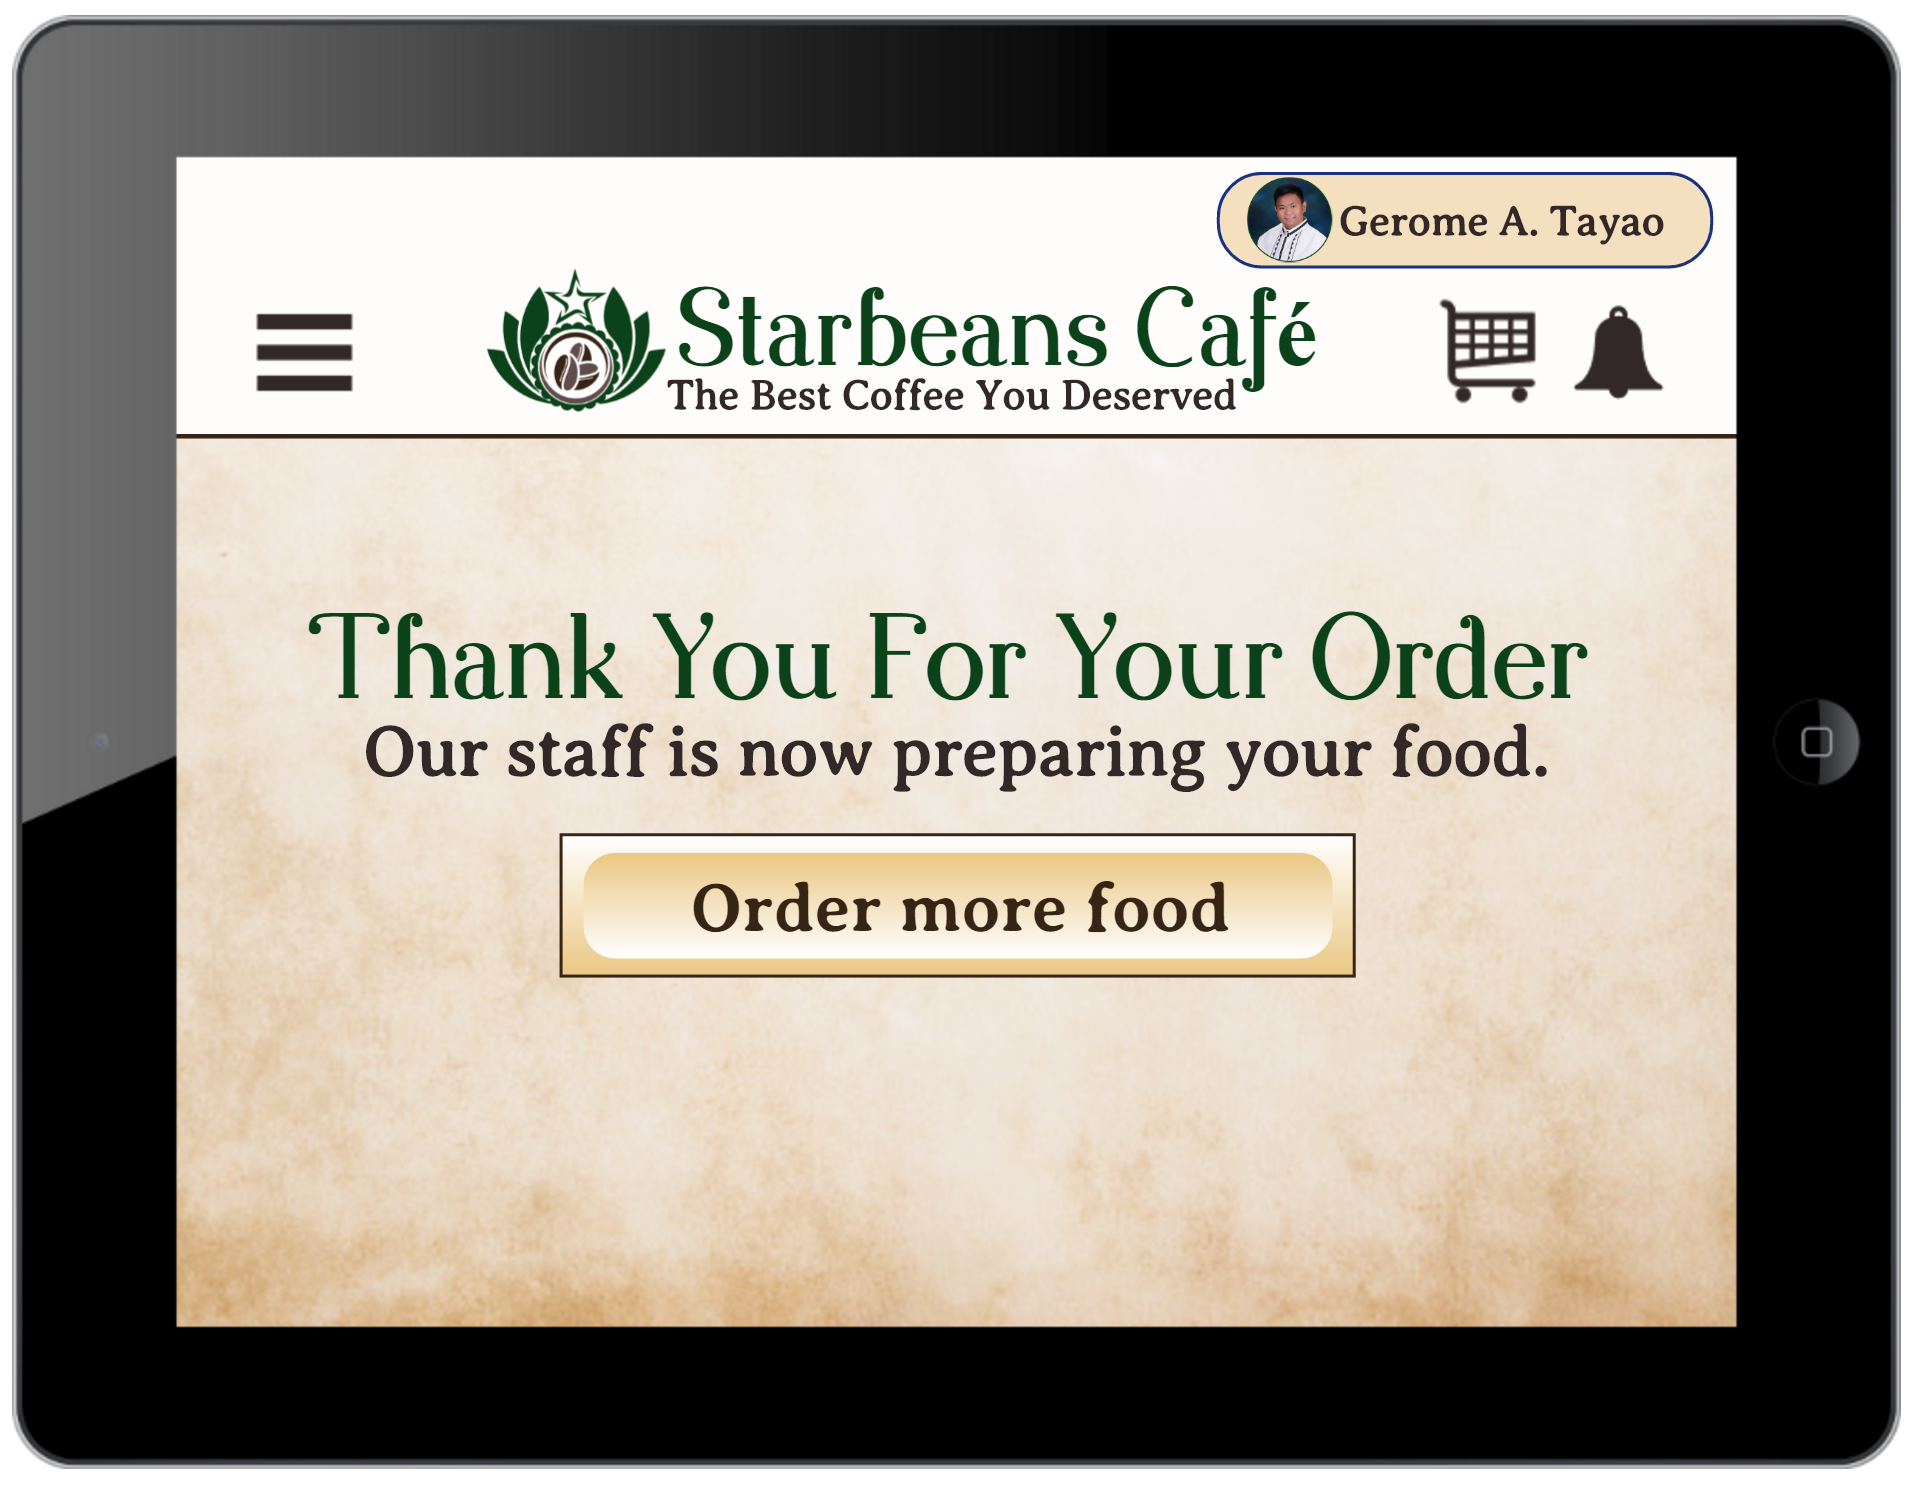 Gerome A. Tayao
Starbeans Café
The Best Coffee You Deserved
Thank You For Your Order
Our staff is now preparing your food.
Order more food